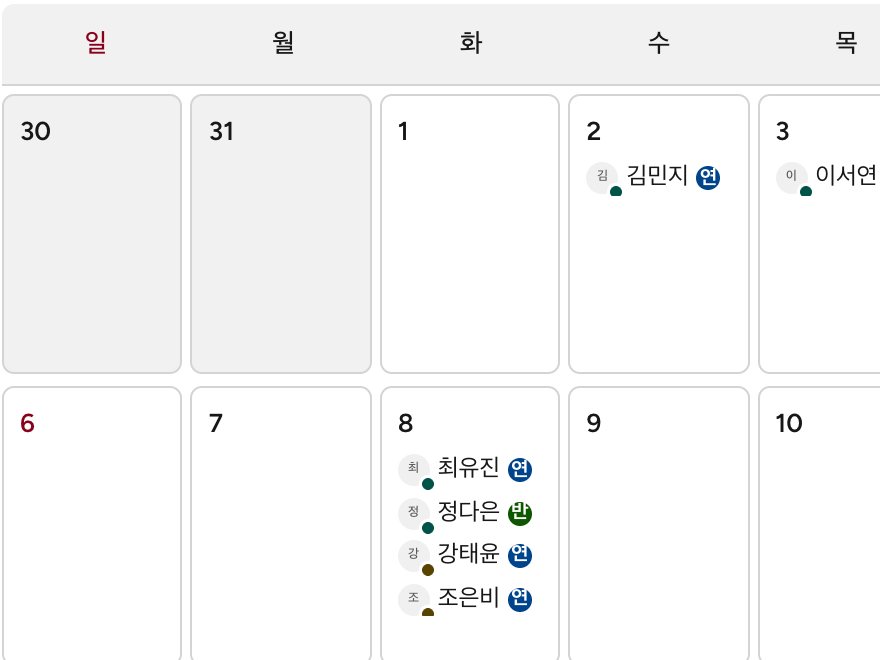 일 월 화 수 목
30 31 1 2 3
김 김민지 연 이 이서연
6 7 8 9 10
최 최유진 연
정 정다은 반
강 강태윤 연
조 조은비 연